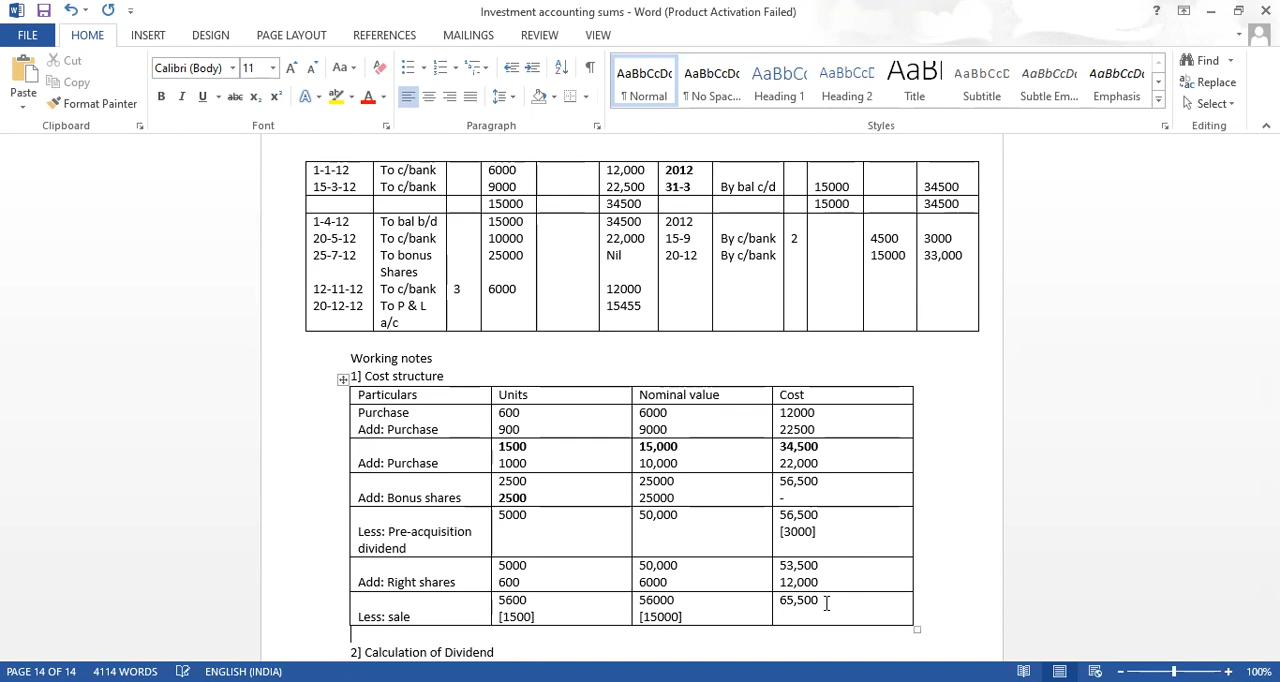 Investment accounting sums - Word (Product Activation Failed)
FILE HOME INSERT DESIGN PAGE LAYOUT REFERENCES MAILINGS REVIEW VIEW
Cut
Copy
Format Painter
Paste
Clipboard
Calibri (Body) 11
Font
Paragraph
AaBbCcDc AaBbCcDc AaBbCc AaBbCcC AaBl AaBbCcD AaBbCcDc AaBbCcDc
¶ Normal ¶ No Spac... Heading 1 Heading 2 Title Subtitle Subtle Em... Emphasis
Styles
Find
Replace
Select
Editing
1-1-12 To c/bank 6000 12,000 2012
15-3-12 To c/bank 9000 22,500 31-3 By bal c/d 15000 34500
15000 34500 15000 34500
1-4-12 To bal b/d 15000 34500 2012
20-5-12 To c/bank 10000 22,000 15-9 By c/bank 2 4500 3000
25-7-12 To bonus 25000 Nil 20-12 By c/bank 15000 33,000
Shares
12-11-12 To c/bank 3 6000 12000
20-12-12 To P & L 15455
a/c
Working notes
1] Cost structure
Particulars Units Nominal value Cost
Purchase 600 6000 12000
Add: Purchase 900 9000 22500
1500 15,000 34,500
Add: Purchase 1000 10,000 22,000
2500 25000 56,500
Add: Bonus shares 2500 25000 -
5000 50,000 56,500
Less: Pre-acquisition [3000]
dividend
5000 50,000 53,500
Add: Right shares 600 6000 12,000
5600 56000 65,500
Less: sale [1500] [15000]
2] Calculation of Dividend
PAGE 14 OF 14 4114 WORDS ENGLISH (INDIA) 100%